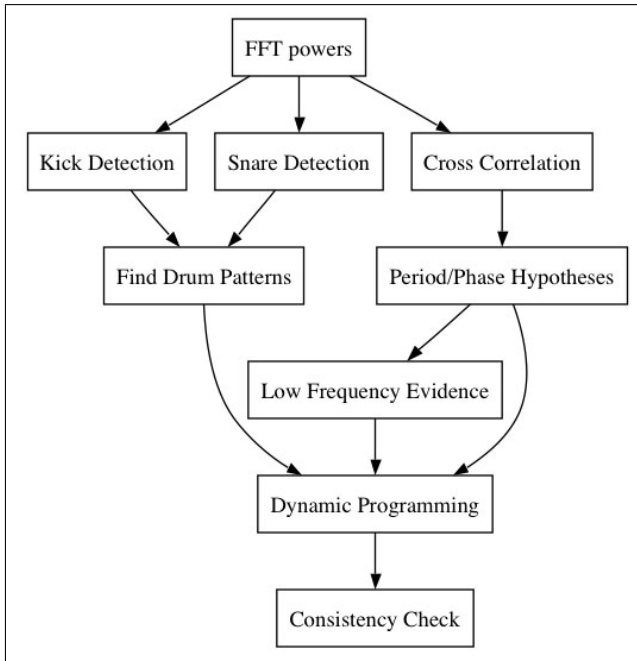 FFT powers
Kick Detection
Snare Detection
Cross Correlation
Find Drum Patterns
Period/Phase Hypotheses
Low Frequency Evidence
Dynamic Programming
Consistency Check